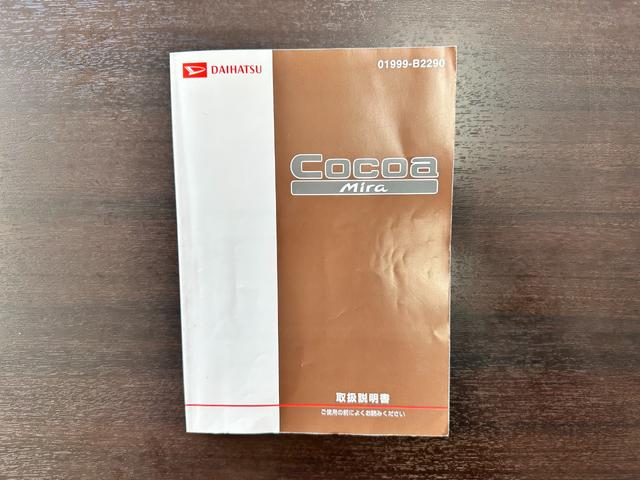 DAIHATSU
01999-B2290
Cocoa
Mira
取扱説明書
ご使用の前によくお読みください